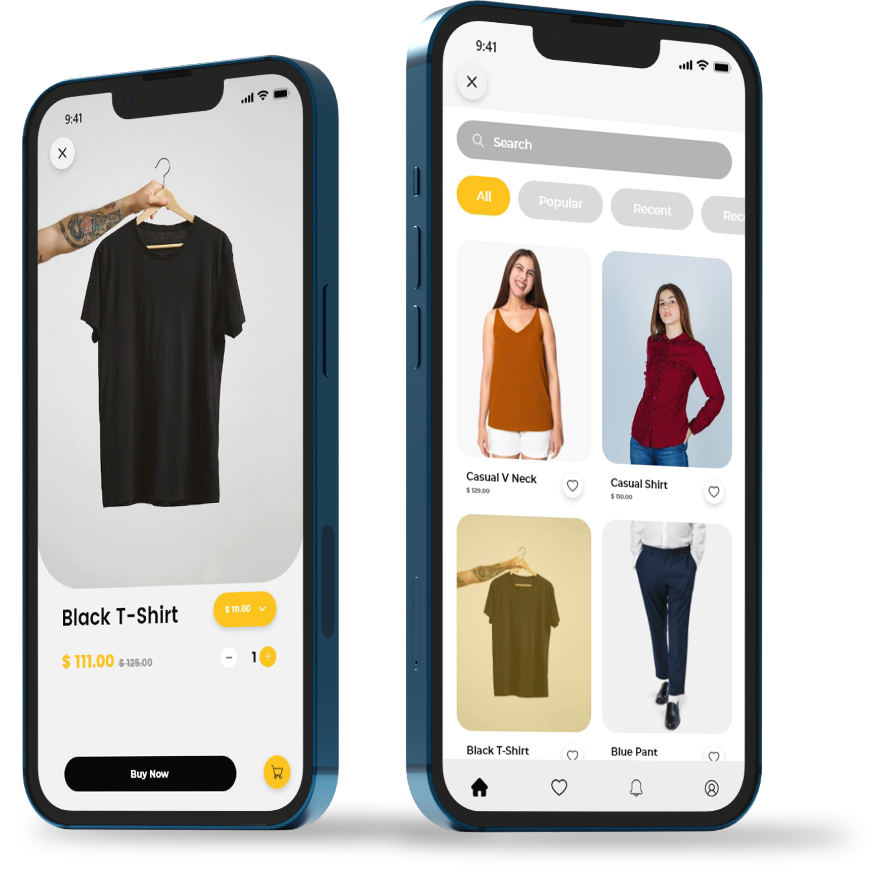 9:41
Black T-Shirt
$ 111.00
$ 111.00 $ 125.00
1
Buy Now
9:41
Search
All Popular Recent Rec
Casual V Neck
$ 129.00
Casual Shirt
$ 110.00
Black T-Shirt
Blue Pant